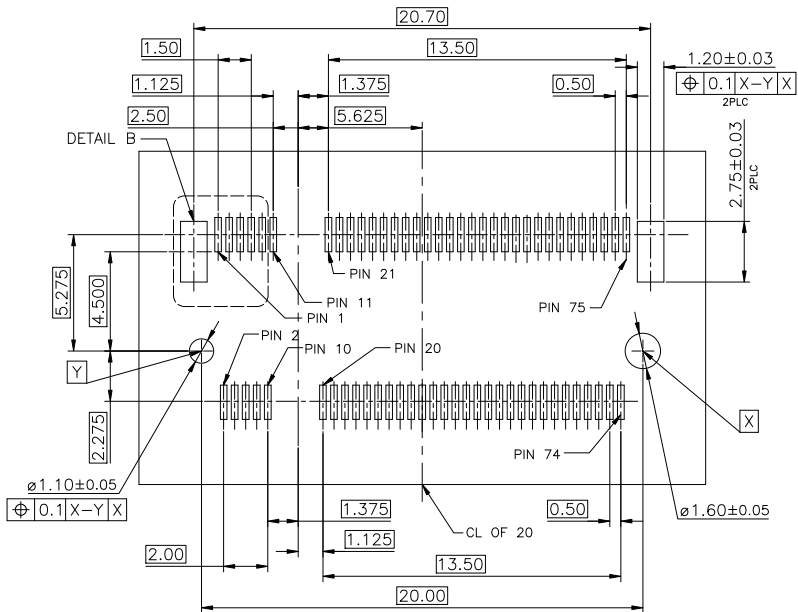 20.70
1.50
13.50
1.20±0.03
1.125
1.375
0.50
⌖ 0.1 X-Y X
2PLC
2.50
5.625
DETAIL B
2.75±0.03
2PLC
PIN 21
PIN 11
PIN 75
PIN 1
5.275
4.500
PIN 2
PIN 10
PIN 20
Y
X
2.275
PIN 74
⌀1.10±0.05
⌖ 0.1 X-Y X
1.375
0.50
⌀1.60±0.05
CL OF 20
1.125
2.00
13.50
20.00